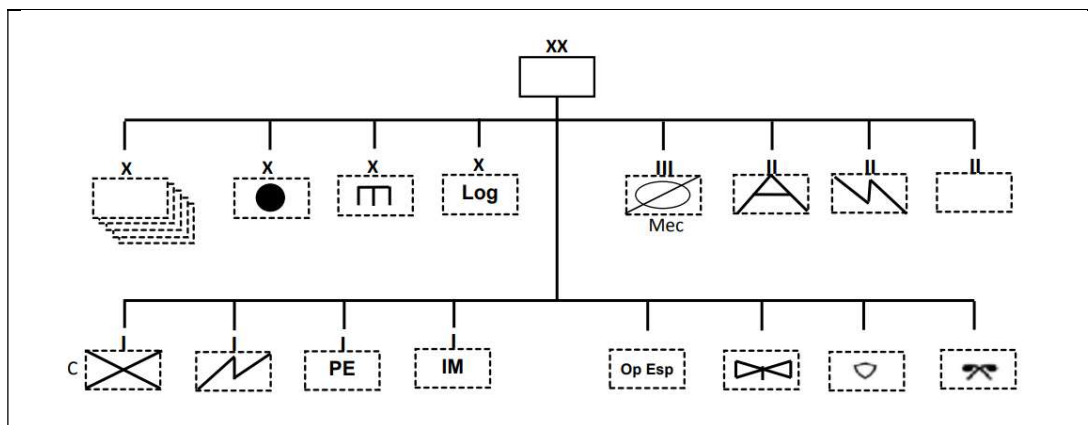 XX
X X X X III II II II
Log
Mec
I I I I
C PE IM Op Esp